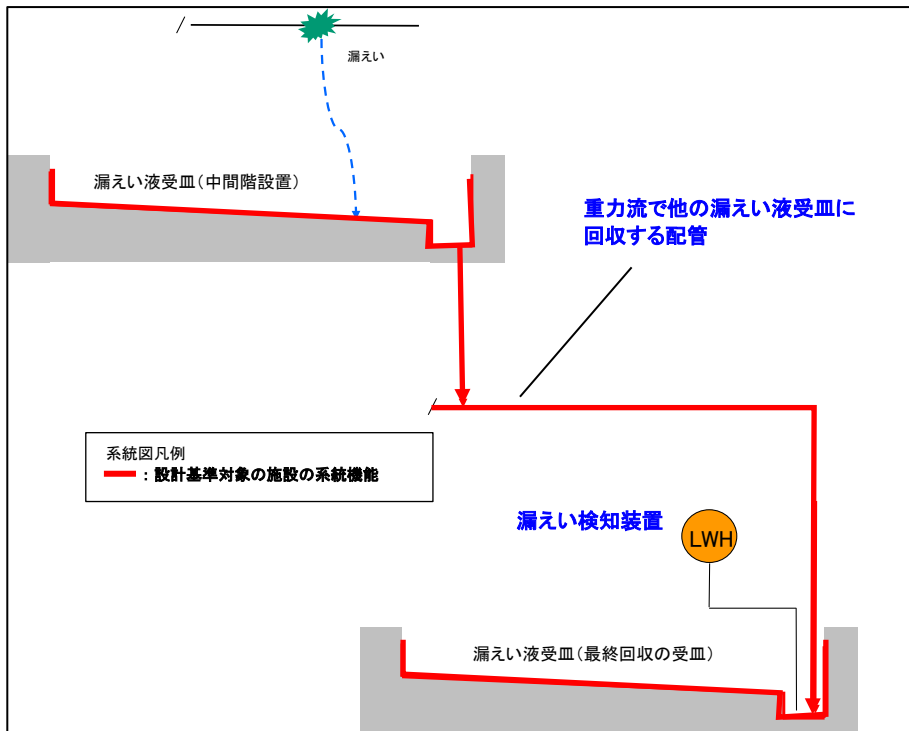 漏えい
漏えい液受皿(中間階設置)
重力流で他の漏えい液受皿に
回収する配管
系統図凡例
:設計基準対象の施設の系統機能
漏えい検知装置
LWH
漏えい液受皿(最終回収の受皿)